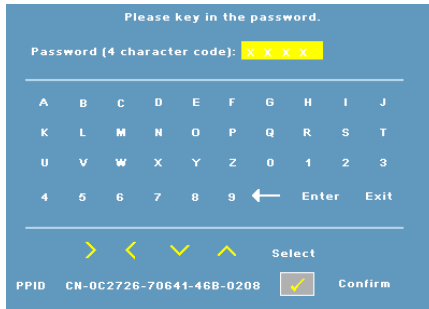 Please key in the password.
Password (4 character code): X X X X
A B C D E F G H I J
K L M N O P Q R S T
U V W X Y Z 0 1 2 3
4 5 6 7 8 9 ← Enter Exit
Select
PPID CN-0C2726-70641-46B-0208 ✓ Confirm